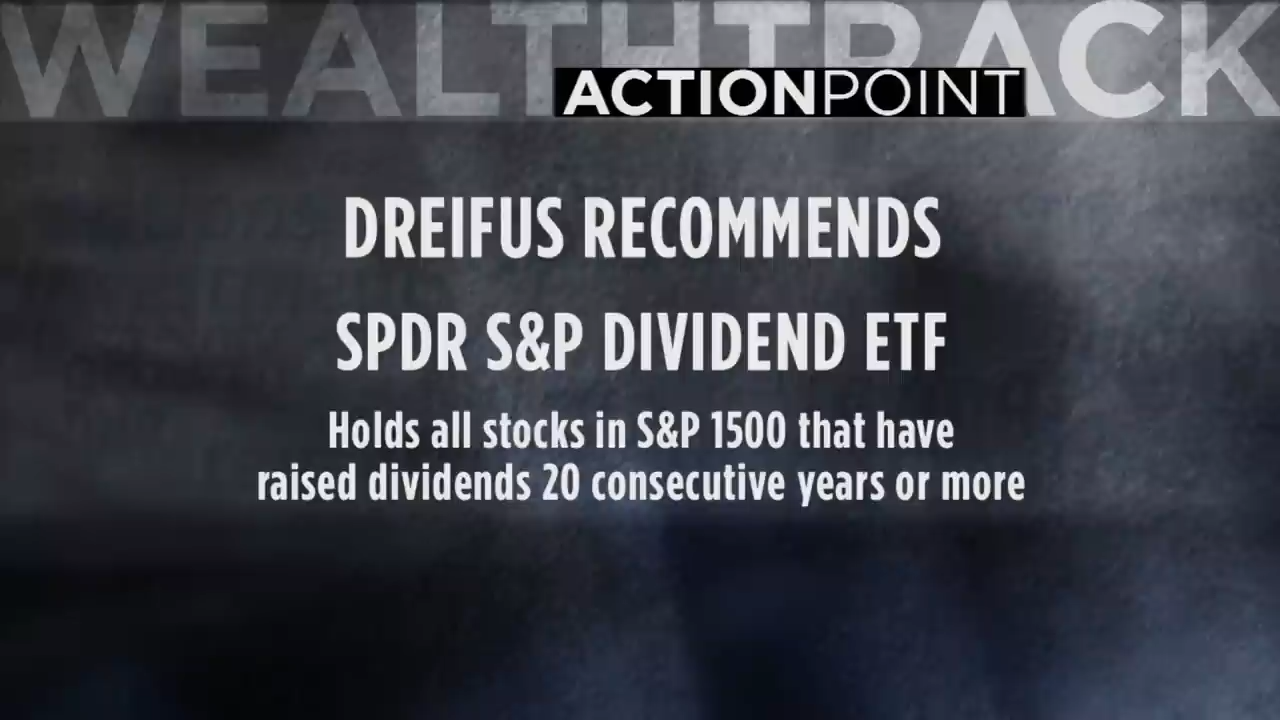 WEALTHTRACK
ACTIONPOINT
DREIFUS RECOMMENDS
SPDR S&P DIVIDEND ETF
Holds all stocks in S&P 1500 that have
raised dividends 20 consecutive years or more